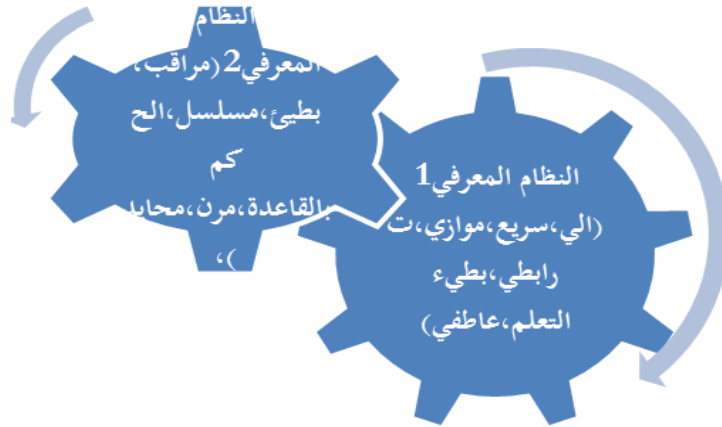 النظام
المعرفي2(مراقب،
بطيئ،مسلسل،الح
كم
بالقاعدة،مرن،محايد
،(
النظام المعرفي1
(الي،سريع،موازي،ت
رابطي،بطيء
التعلم،عاطفي)